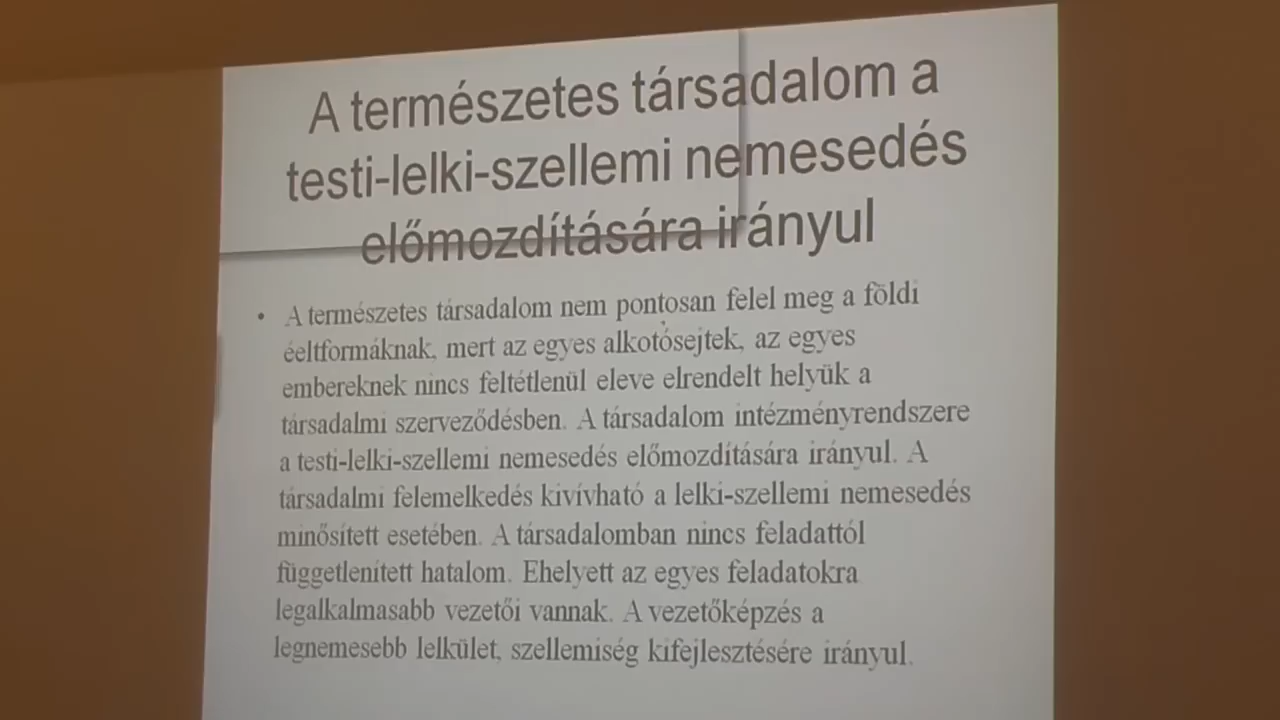 A természetes társadalom a
testi-lelki-szellemi nemesedés
előmozdítására irányul
• A természetes társadalom nem pontosan felel meg a földi
éeltformáknak, mert az egyes alkotósejtek, az egyes
embereknek nincs feltétlenül eleve elrendelt helyük a
társadalmi szerveződésben. A társadalom intézményrendszere
a testi-lelki-szellemi nemesedés előmozdítására irányul. A
társadalmi felemelkedés kivívható a lelki-szellemi nemesedés
minősített esetében. A társadalomban nincs feladattól
függetlenített hatalom. Ehelyett az egyes feladatokra
legalkalmasabb vezetői vannak. A vezetőképzés a
legnemesebb lelkület, szellemiség kifejlesztésére irányul.